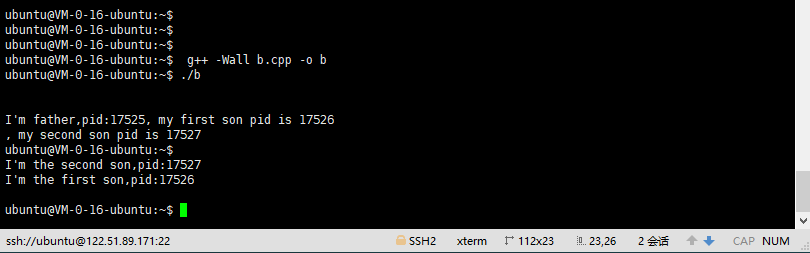 ubuntu@VM-0-16-ubuntu:~$
ubuntu@VM-0-16-ubuntu:~$
ubuntu@VM-0-16-ubuntu:~$
ubuntu@VM-0-16-ubuntu:~$  g++ -Wall b.cpp -o b
ubuntu@VM-0-16-ubuntu:~$ ./b
I'm father,pid:17525, my first son pid is 17526
, my second son pid is 17527
ubuntu@VM-0-16-ubuntu:~$
I'm the second son,pid:17527
I'm the first son,pid:17526
ubuntu@VM-0-16-ubuntu:~$
ssh://ubuntu@122.51.89.171:22 SSH2 xterm 112x23 23,26 2 会话 CAP NUM